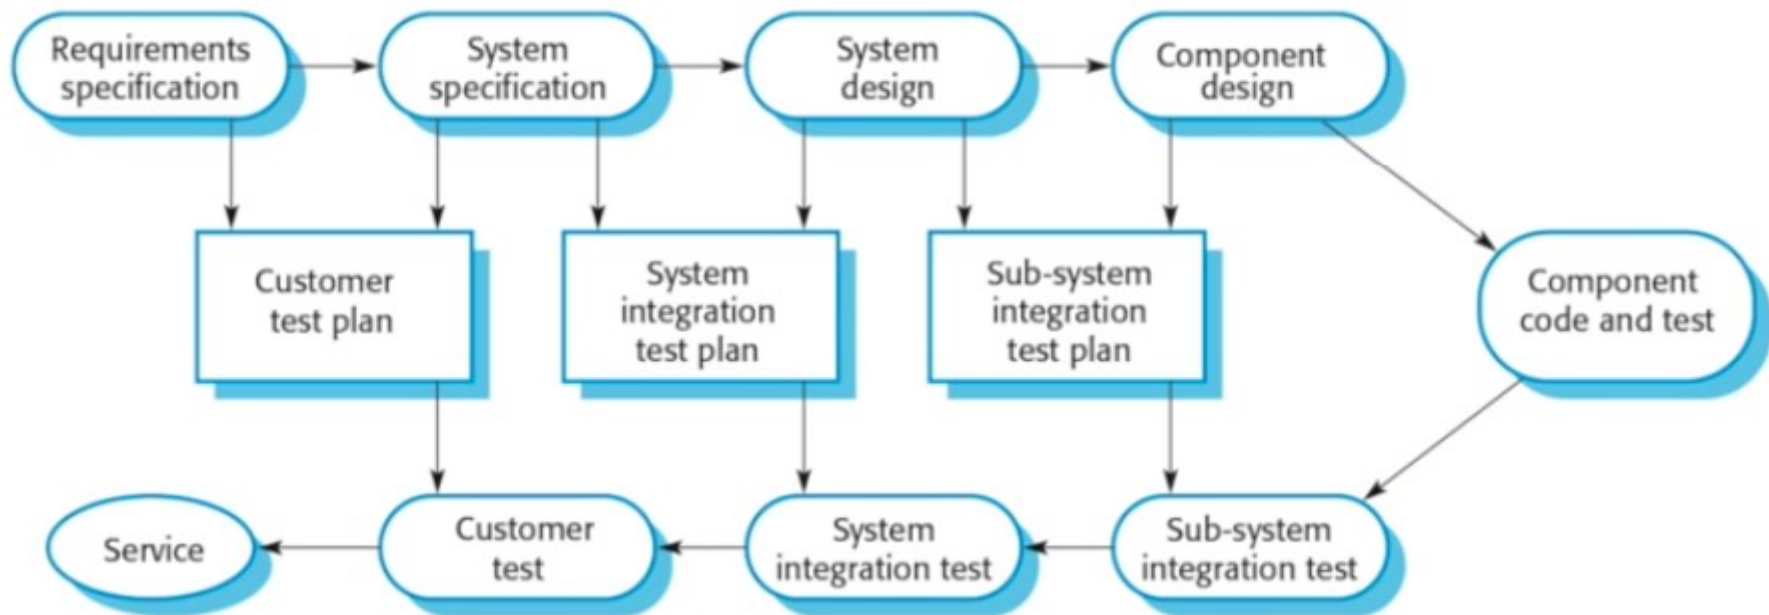 Requirements
specification
System
specification
System
design
Component
design
Customer
test plan
System
integration
test plan
Sub-system
integration
test plan
Component
code and test
Service
Customer
test
System
integration test
Sub-system
integration test